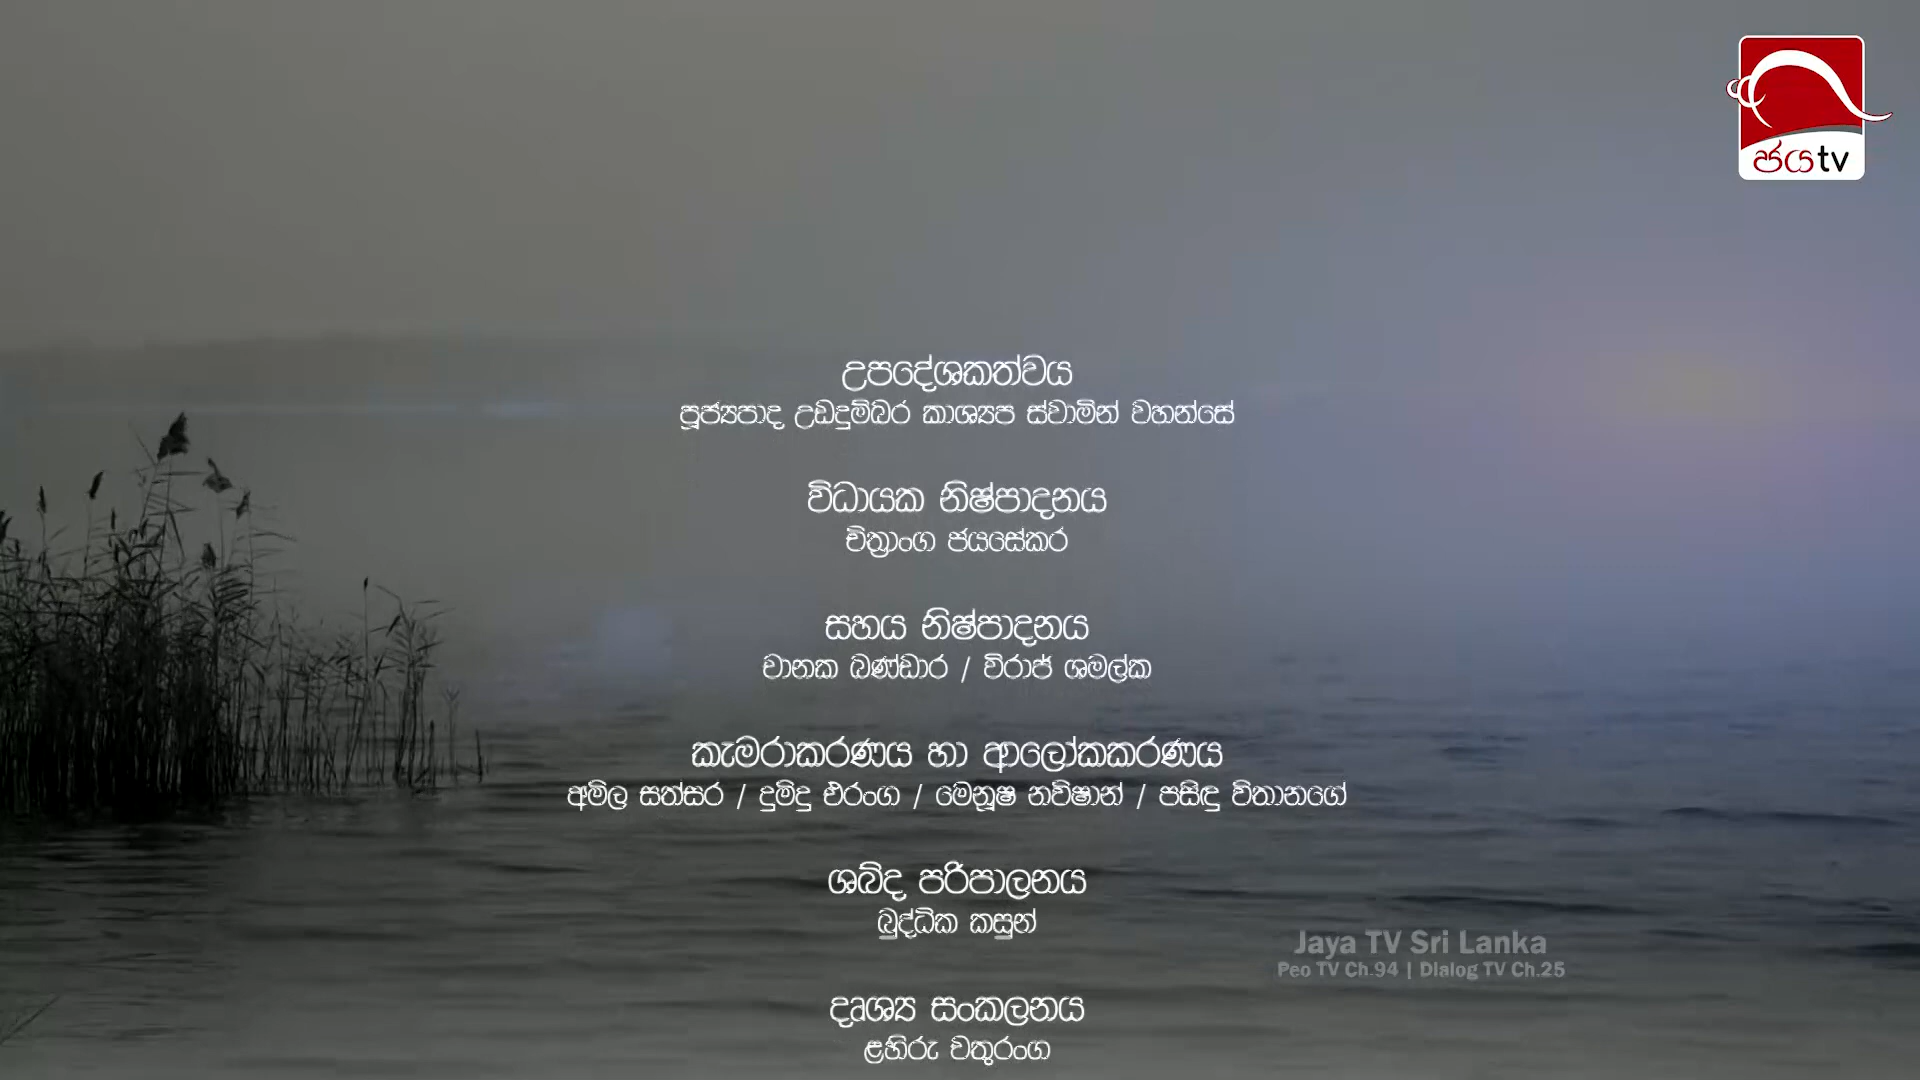 ජයtv
උපදේශකත්වය
පූජ්‍යපාද උඩදුම්බර කාශ්‍යප ස්වාමින් වහන්සේ
විධායක නිෂ්පාදනය
චිත්‍රාංග ජයසේකර
සහය නිෂ්පාදනය
චානක බණ්ඩාර / විරාජ් ශමල්ක
කැමරාකරණය හා ආලෝකකරණය
අමිල සත්සර / දුමිදු එරංග / මෙනූෂ නවිෂාන් / පසිඳු විතානගේ
ශබ්ද පරිපාලනය
බුද්ධික කසුන්
Jaya TV Sri Lanka
Peo TV Ch.94 | Dialog TV Ch.25
දෘශ්‍ය සංකලනය
ළහිරු චතුරංග